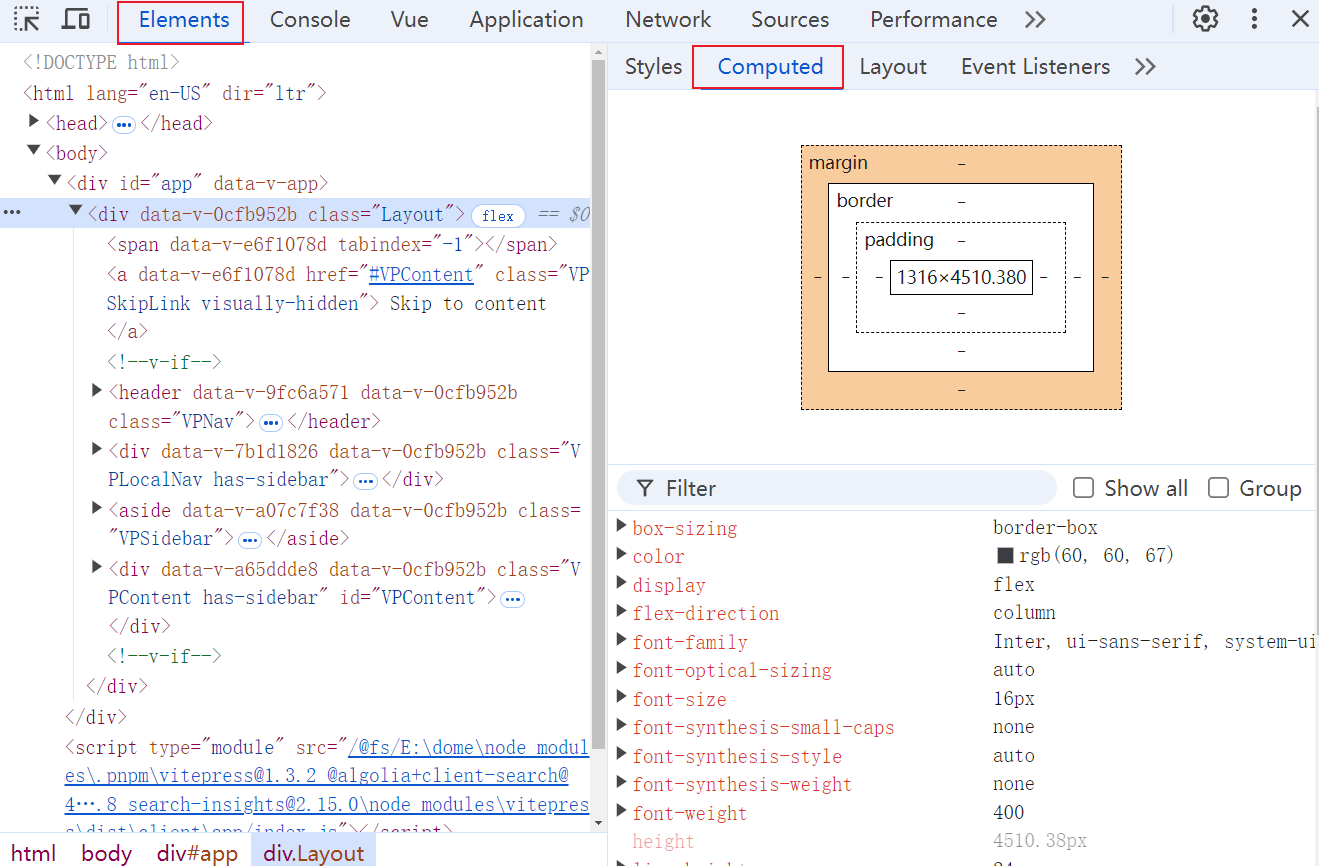 Elements Console Vue Application Network Sources Performance
<!DOCTYPE html>
<html lang="en-US" dir="ltr">
<head> ••• </head>
<body>
<div id="app" data-v-app>
••• <div data-v-0cfb952b class="Layout"> flex == $0
<span data-v-e6f1078d tabindex="-1"></span>
<a data-v-e6f1078d href="#VPContent" class="VP
SkipLink visually-hidden"> Skip to content
</a>
<!--v-if-->
<header data-v-9fc6a571 data-v-0cfb952b
class="VPNav"> ••• </header>
<div data-v-7b1d1826 data-v-0cfb952b class="V
PLocalNav has-sidebar"> ••• </div>
<aside data-v-a07c7f38 data-v-0cfb952b class=
"VPSidebar"> ••• </aside>
<div data-v-a65ddde8 data-v-0cfb952b class="V
PContent has-sidebar" id="VPContent"> •••
</div>
<!--v-if-->
</div>
</div>
<script type="module" src="/@fs/E:\dome\node_modul
es\.pnpm\vitepress@1.3.2_@algolia+client-search@
4⋯.8_search-insights@2.15.0\node_modules\vitepres
s\dist\client\app/index.js"></script>
html body div#app div.Layout
Styles Computed Layout Event Listeners
margin –
border –
padding –
– – – 1316×4510.380 – – –
–
–
–
Filter Show all Group
box-sizing border-box
color rgb(60, 60, 67)
display flex
flex-direction column
font-family Inter, ui-sans-serif, system-ui
font-optical-sizing auto
font-size 16px
font-synthesis-small-caps none
font-synthesis-style auto
font-synthesis-weight none
font-weight 400
height 4510.38px